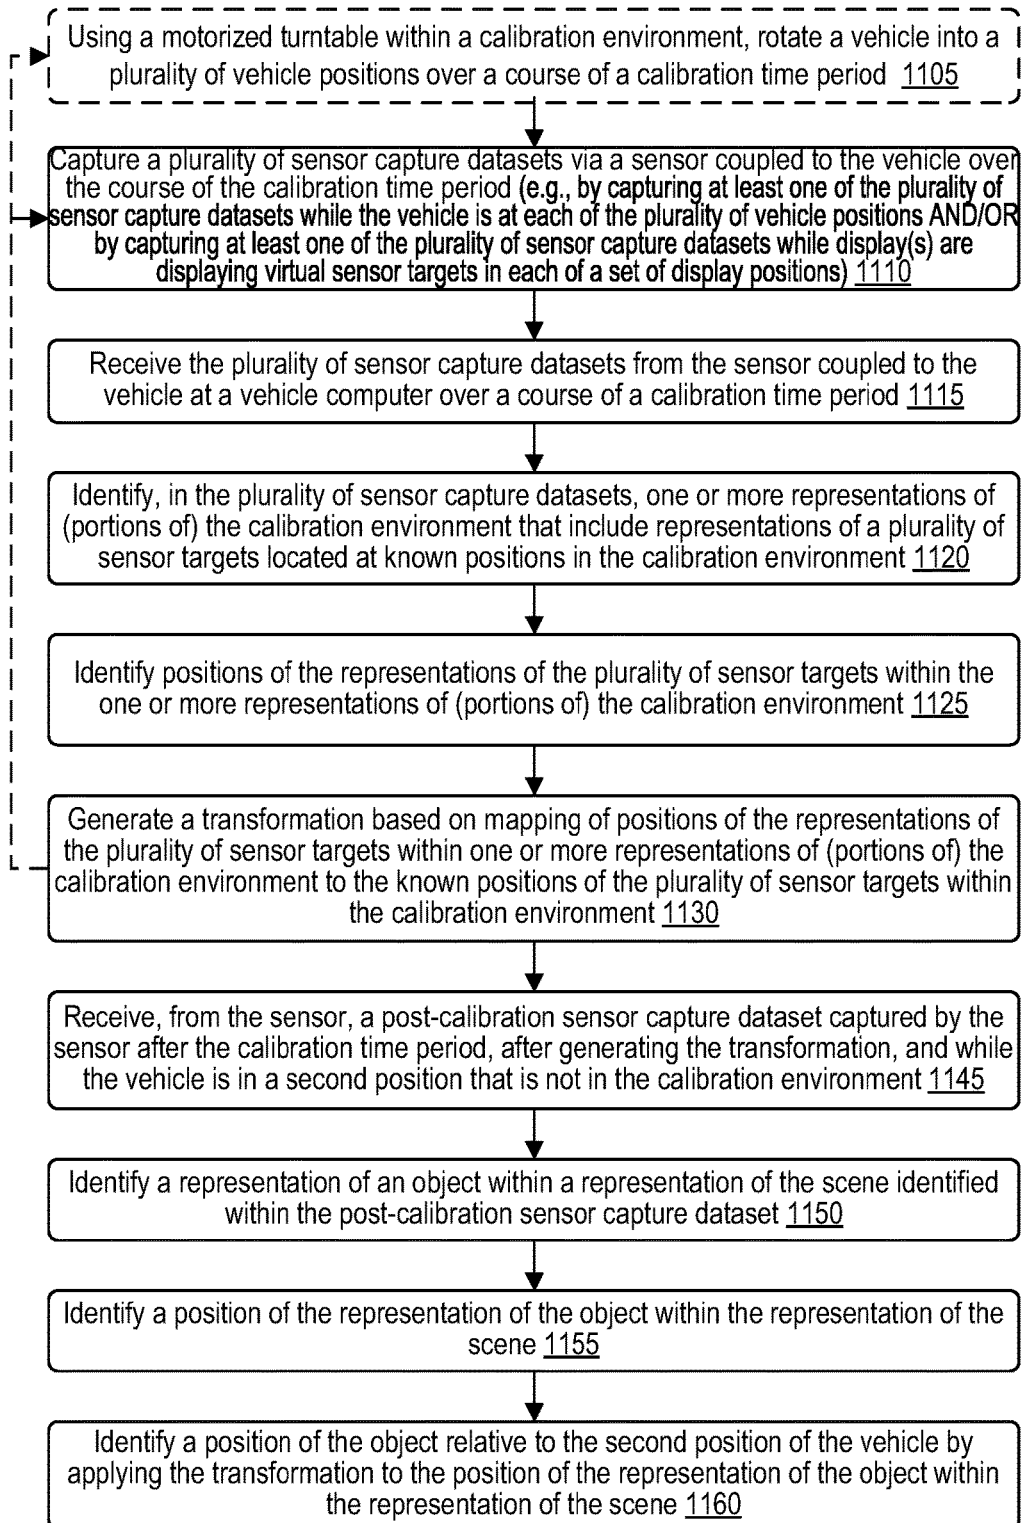 Using a motorized turntable within a calibration environment, rotate a vehicle into a
plurality of vehicle positions over a course of a calibration time period 1105
Capture a plurality of sensor capture datasets via a sensor coupled to the vehicle over
the course of the calibration time period (e.g., by capturing at least one of the plurality of
sensor capture datasets while the vehicle is at each of the plurality of vehicle positions AND/OR
by capturing at least one of the plurality of sensor capture datasets while display(s) are
displaying virtual sensor targets in each of a set of display positions) 1110
Receive the plurality of sensor capture datasets from the sensor coupled to the
vehicle at a vehicle computer over a course of a calibration time period 1115
Identify, in the plurality of sensor capture datasets, one or more representations of
(portions of) the calibration environment that include representations of a plurality of
sensor targets located at known positions in the calibration environment 1120
Identify positions of the representations of the plurality of sensor targets within the
one or more representations of (portions of) the calibration environment 1125
Generate a transformation based on mapping of positions of the representations of
the plurality of sensor targets within one or more representations of (portions of) the
calibration environment to the known positions of the plurality of sensor targets within
the calibration environment 1130
Receive, from the sensor, a post-calibration sensor capture dataset captured by the
sensor after the calibration time period, after generating the transformation, and while
the vehicle is in a second position that is not in the calibration environment 1145
Identify a representation of an object within a representation of the scene identified
within the post-calibration sensor capture dataset 1150
Identify a position of the representation of the object within the representation of the
scene 1155
Identify a position of the object relative to the second position of the vehicle by
applying the transformation to the position of the representation of the object within
the representation of the scene 1160